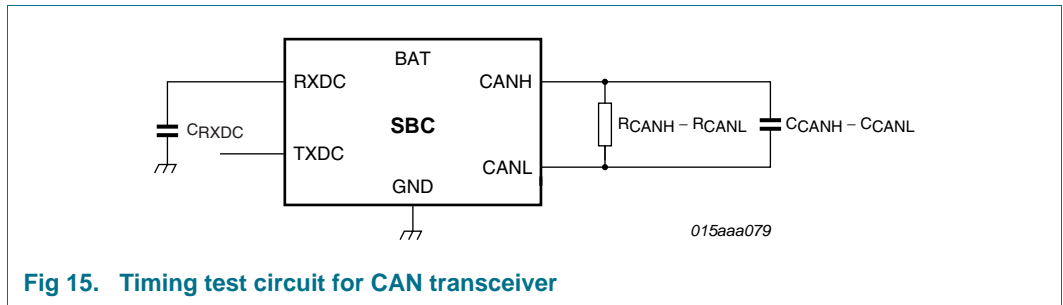 BAT
RXDC
CANH
CRXDC
SBC
RCANH – RCANL
CCANH – CCANL
TXDC
CANL
GND
015aaa079
Fig 15. Timing test circuit for CAN transceiver